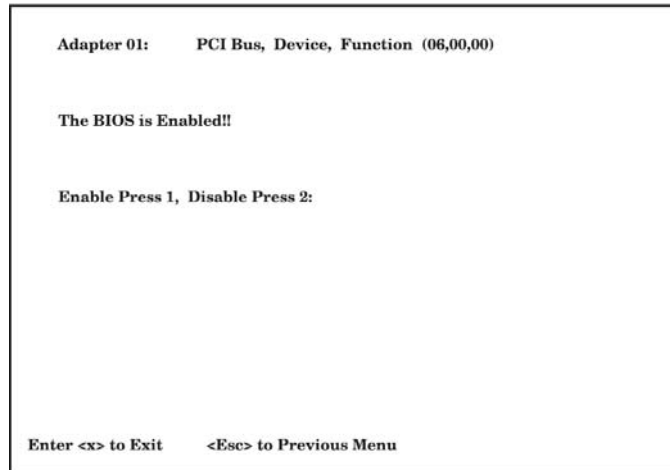 Adapter 01: PCI Bus, Device, Function (06,00,00)
The BIOS is Enabled!!
Enable Press 1, Disable Press 2:
Enter <x> to Exit <Esc> to Previous Menu